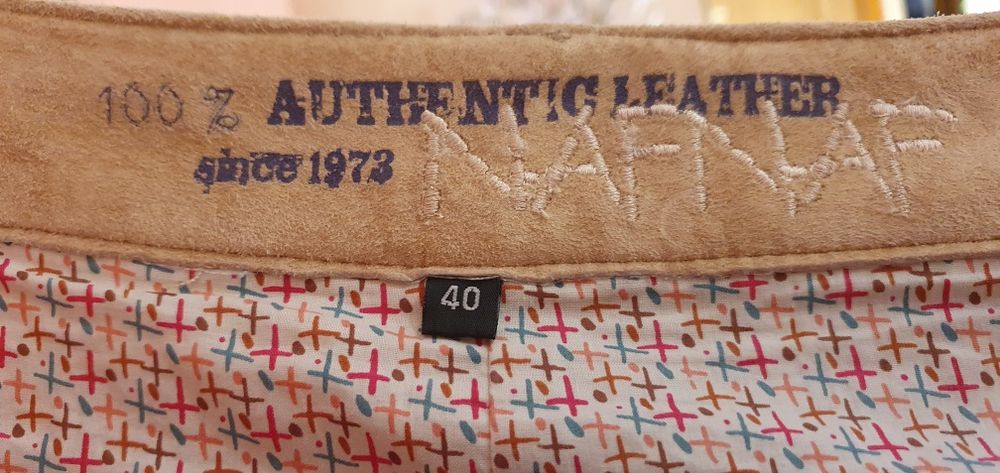 100 % AUTHENTIC LEATHER
since 1973
NAFNAF
40